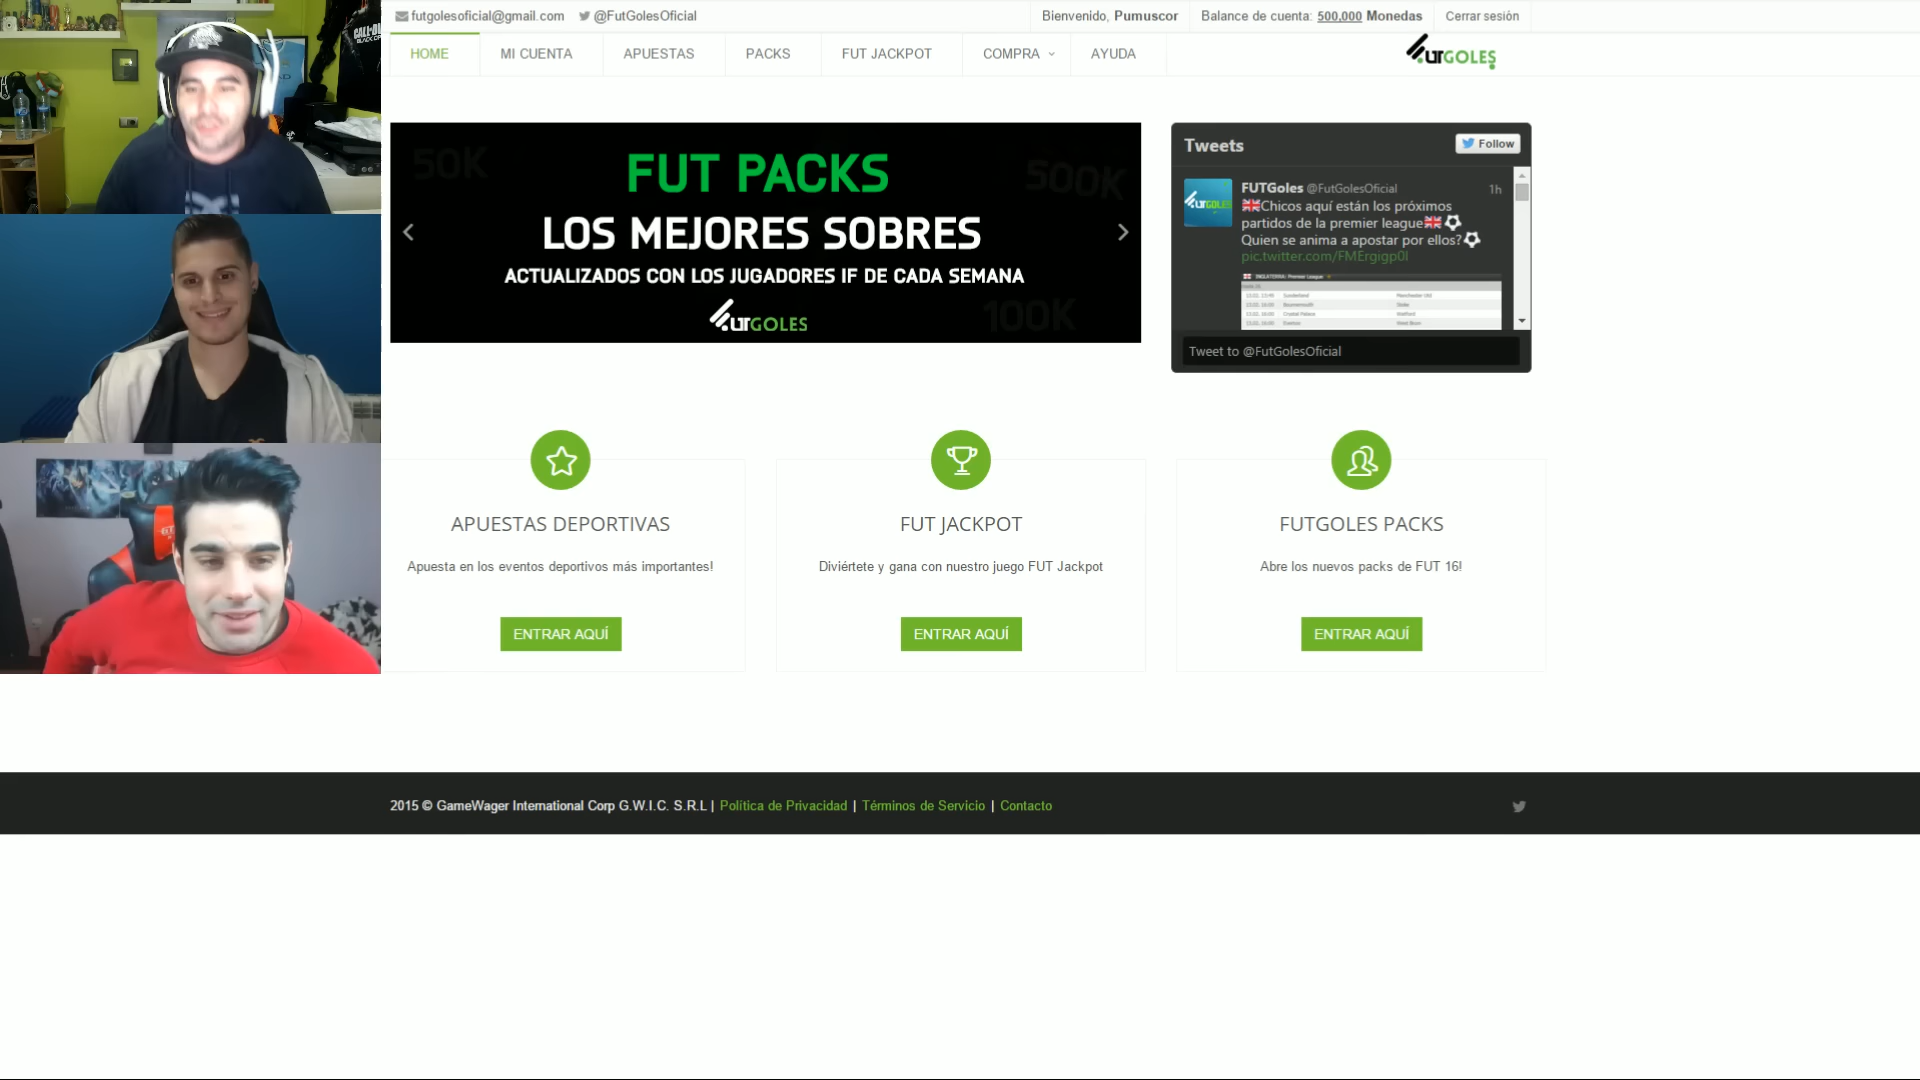 futgolesoficial@gmail.com @FutGolesOficial
Bienvenido, Pumuscor
Balance de cuenta: 500,000 Monedas
Cerrar sesión
HOME
MI CUENTA
APUESTAS
PACKS
FUT JACKPOT
COMPRA
AYUDA
FUTGOLES
50K
500K
100K
FUT PACKS
LOS MEJORES SOBRES
ACTUALIZADOS CON LOS JUGADORES IF DE CADA SEMANA
FUTGOLES
Tweets
Follow
FUTGoles @FutGolesOficial 1h
Chicos aquí están los próximos
partidos de la premier league
Quien se anima a apostar por ellos?
pic.twitter.com/FMErgigp0l
Tweet to @FutGolesOficial
APUESTAS DEPORTIVAS
Apuesta en los eventos deportivos más importantes!
ENTRAR AQUÍ
FUT JACKPOT
Diviértete y gana con nuestro juego FUT Jackpot
ENTRAR AQUÍ
FUTGOLES PACKS
Abre los nuevos packs de FUT 16!
ENTRAR AQUÍ
2015 © GameWager International Corp G.W.I.C. S.R.L | Política de Privacidad | Términos de Servicio | Contacto